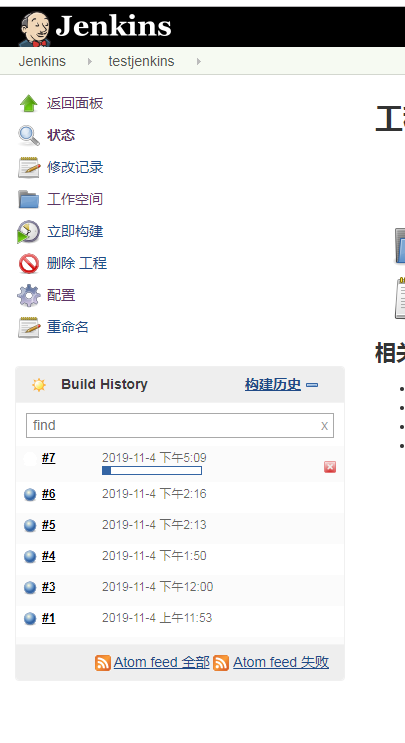 Jenkins
Jenkins testjenkins
返回面板
状态
修改记录
工作空间
立即构建
删除 工程
配置
重命名
Build History 构建历史
find x
#7 2019-11-4 下午5:09
#6 2019-11-4 下午2:16
#5 2019-11-4 下午2:13
#4 2019-11-4 下午1:50
#3 2019-11-4 下午12:00
#1 2019-11-4 上午11:53
Atom feed 全部 Atom feed 失败
工
相